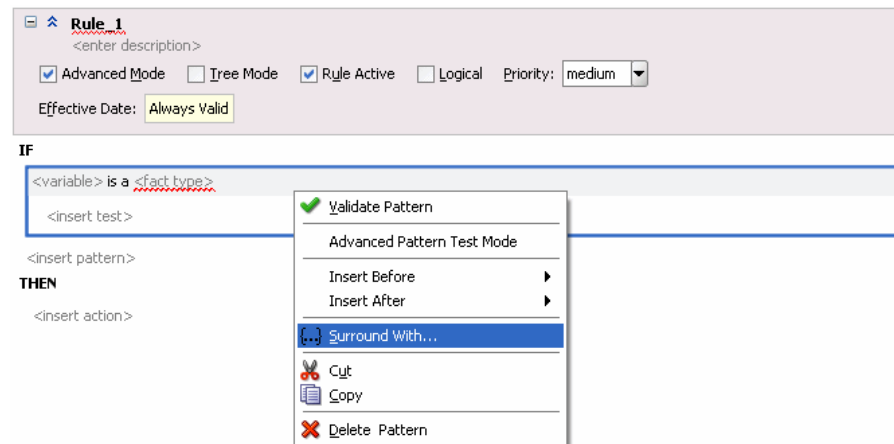 Rule_1
<enter description>
Advanced Mode Tree Mode Rule Active Logical Priority: medium
Effective Date: Always Valid
IF
<variable> is a <fact type>
<insert test>
<insert pattern>
THEN
<insert action>
Validate Pattern
Advanced Pattern Test Mode
Insert Before
Insert After
{...} Surround With...
Cut
Copy
Delete Pattern